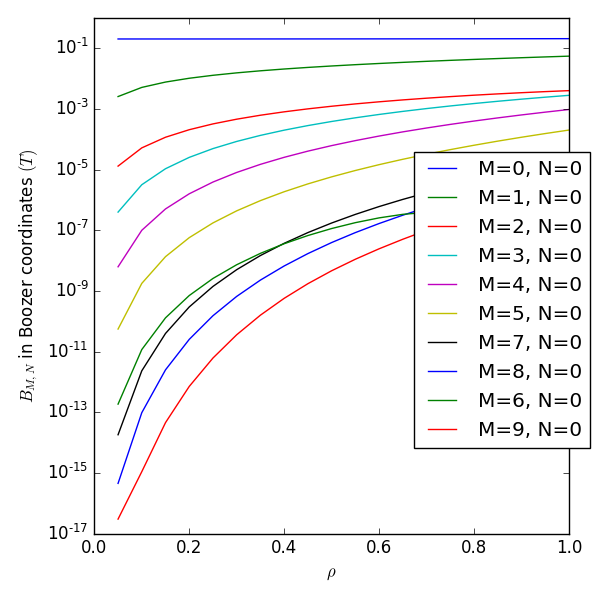 10^-1
10^-3
10^-5
10^-7
10^-9
10^-11
10^-13
10^-15
10^-17
B_{M,N} in Boozer coordinates (T)
M=0, N=0
M=1, N=0
M=2, N=0
M=3, N=0
M=4, N=0
M=5, N=0
M=7, N=0
M=8, N=0
M=6, N=0
M=9, N=0
0.0 0.2 0.4 0.6 0.8 1.0
ρ